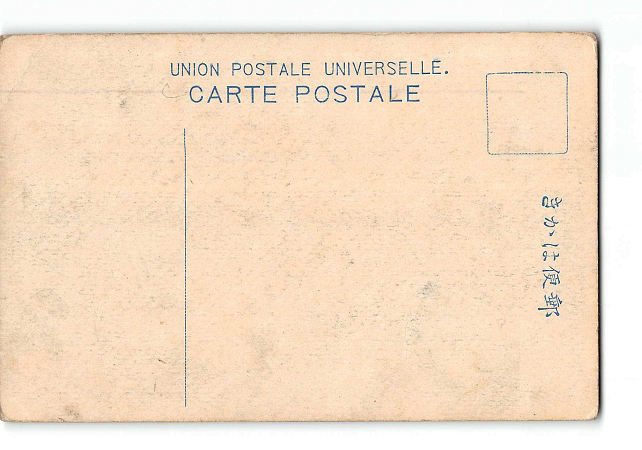 UNION POSTALE UNIVERSELLE.
CARTE POSTALE
きかは便郵